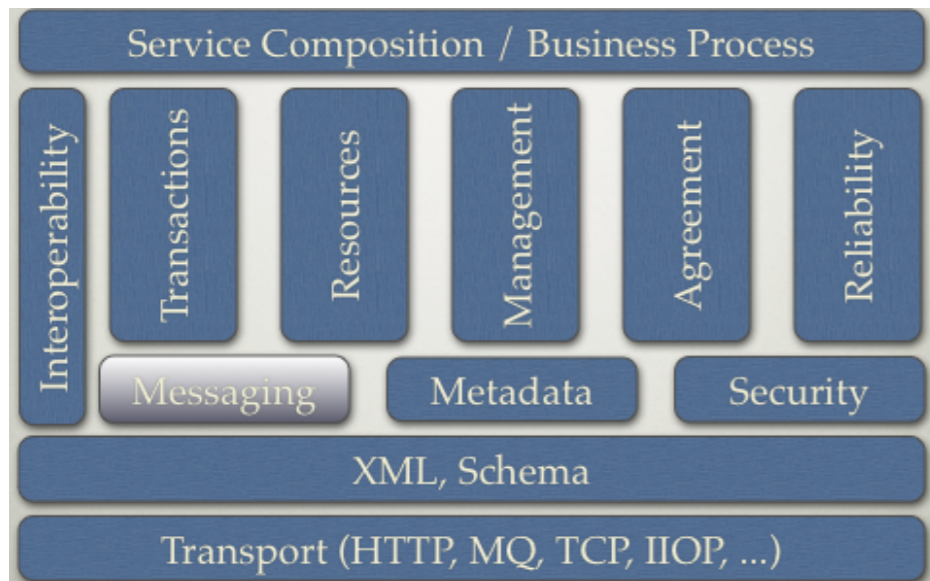 Service Composition / Business Process
Interoperability
Transactions
Resources
Management
Agreement
Reliability
Messaging
Metadata
Security
XML, Schema
Transport (HTTP, MQ, TCP, IIOP, ...)